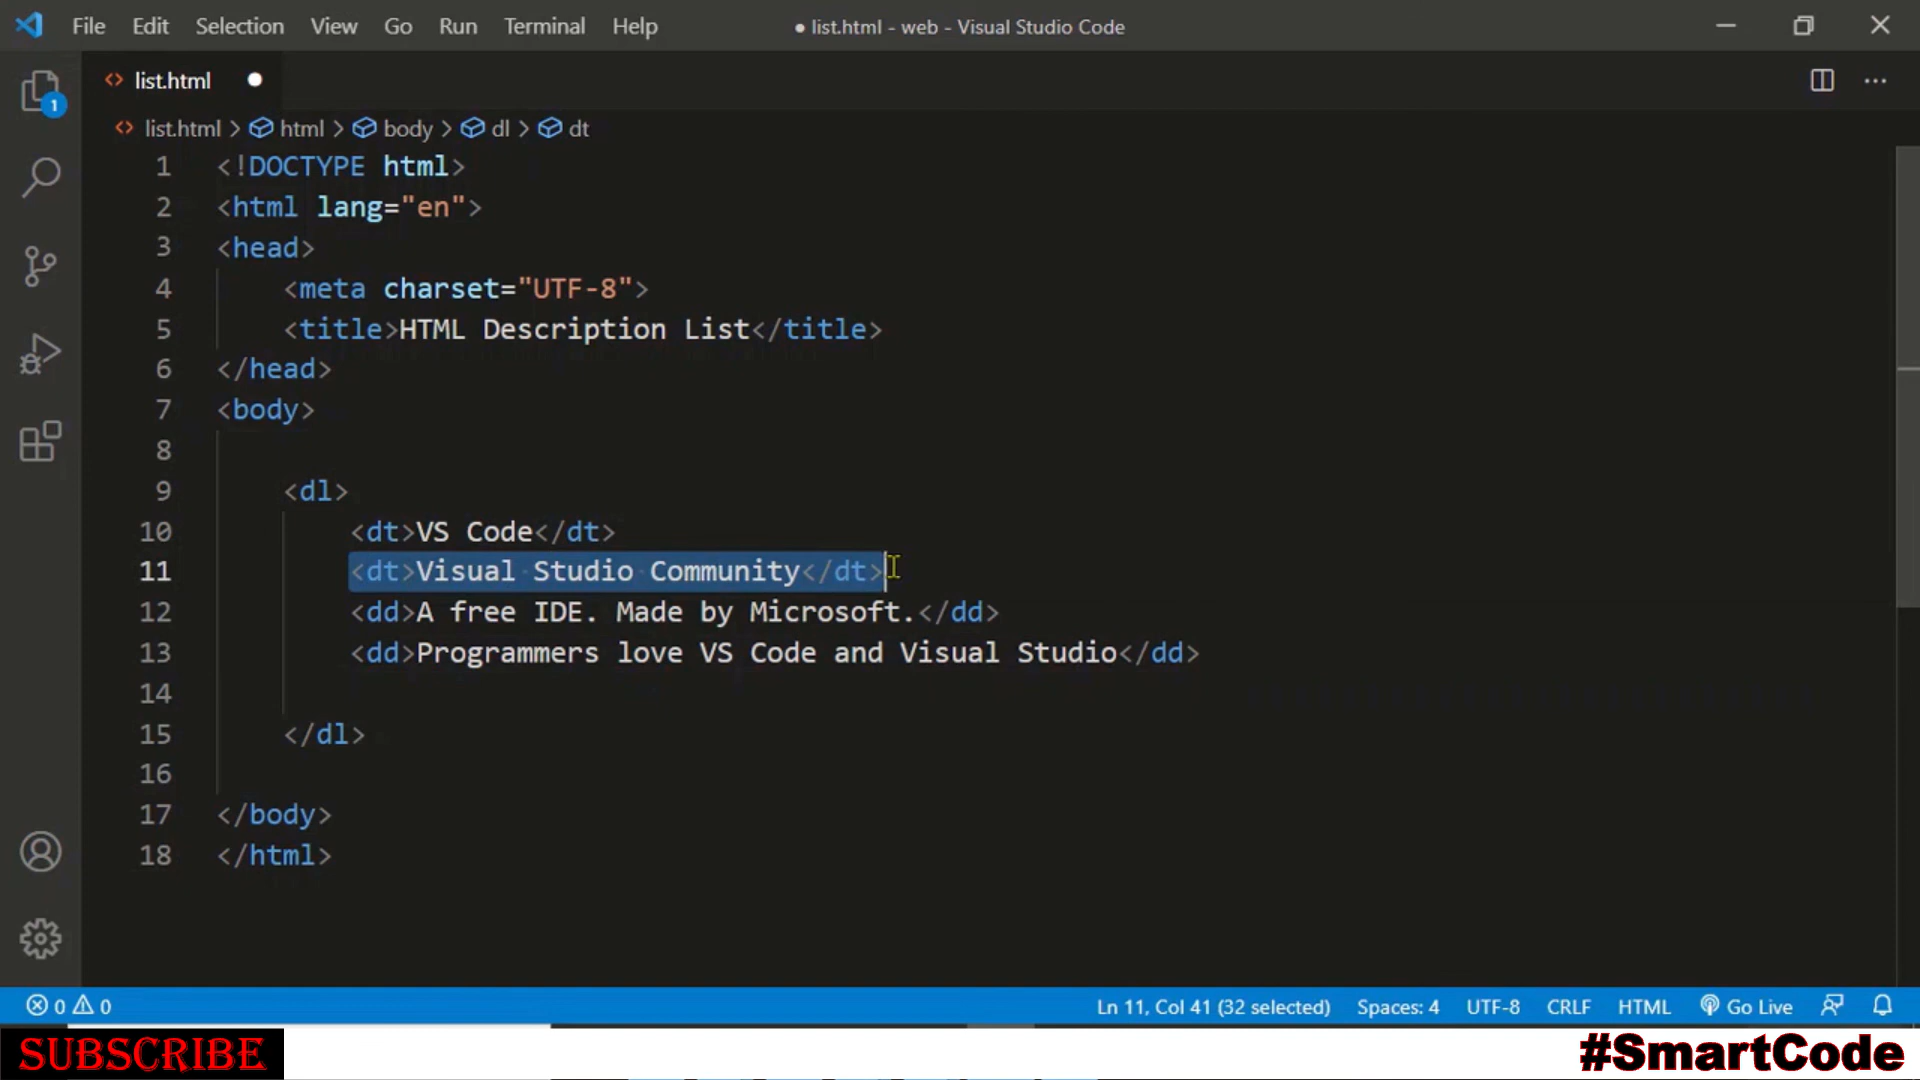 File Edit Selection View Go Run Terminal Help ● list.html - web - Visual Studio Code
list.html
1
list.html > html > body > dl > dt
1 <!DOCTYPE html>
2 <html lang="en">
3 <head>
4 <meta charset="UTF-8">
5 <title>HTML Description List</title>
6 </head>
7 <body>
8
9 <dl>
10 <dt>VS Code</dt>
11 <dt>Visual Studio Community</dt>
12 <dd>A free IDE. Made by Microsoft.</dd>
13 <dd>Programmers love VS Code and Visual Studio</dd>
14
15 </dl>
16
17 </body>
18 </html>
0 0 Ln 11, Col 41 (32 selected) Spaces: 4 UTF-8 CRLF HTML Go Live
SUBSCRIBE #SmartCode